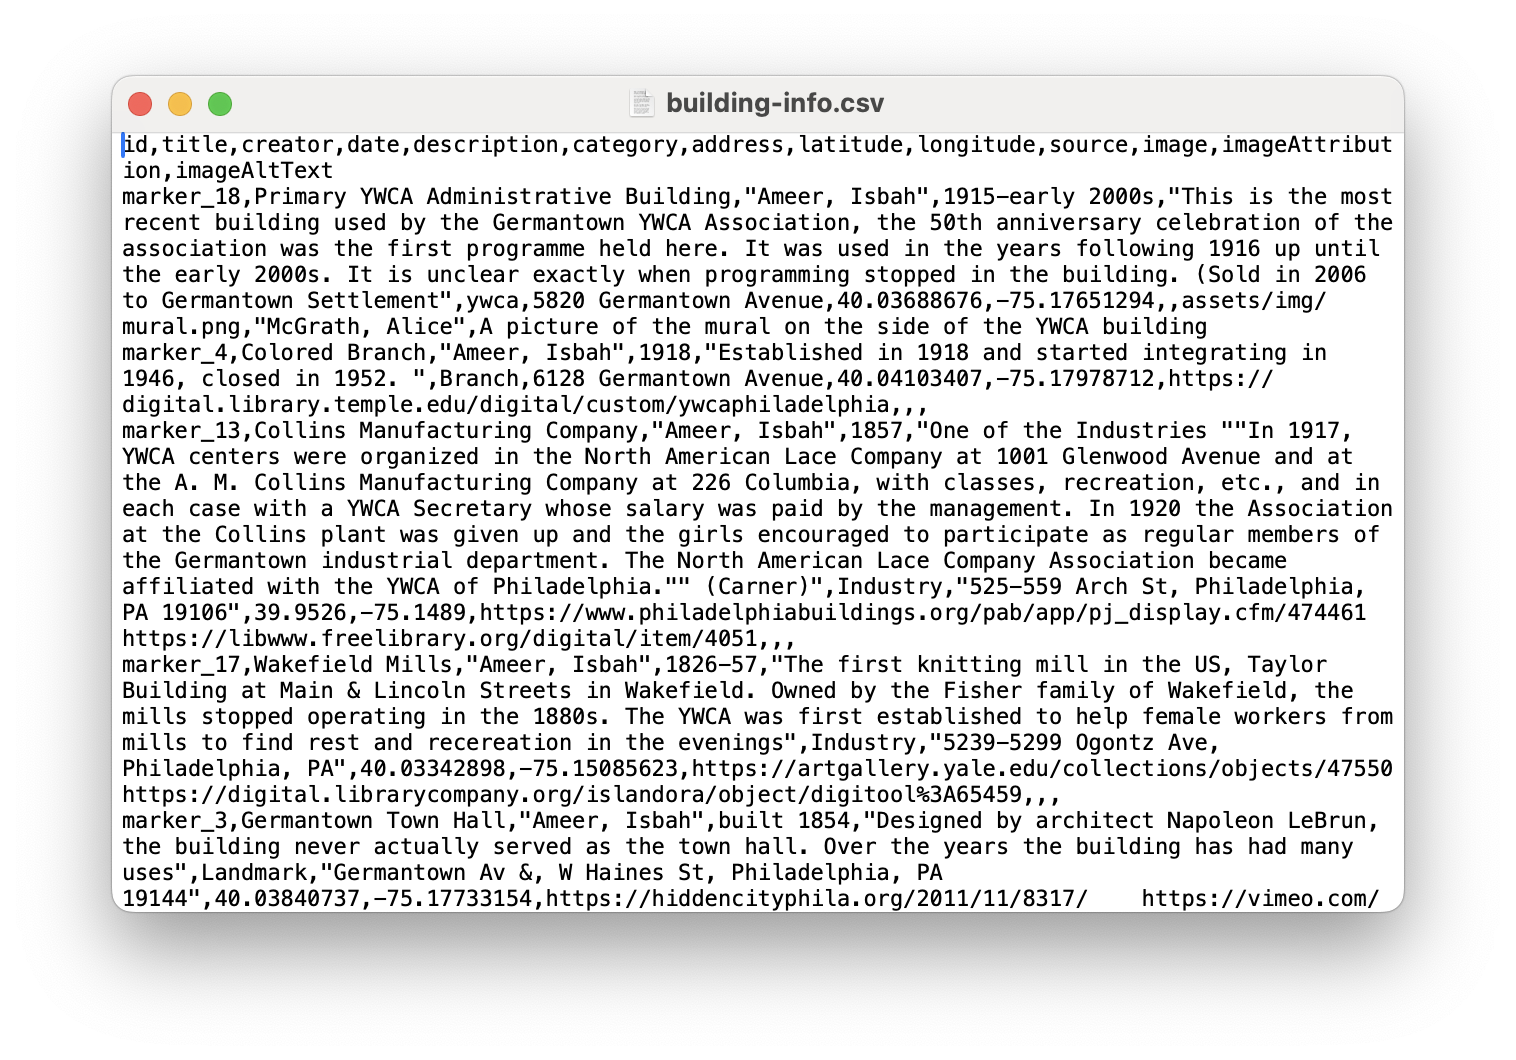 building-info.csv
id,title,creator,date,description,category,address,latitude,longitude,source,image,imageAttribut
ion,imageAltText
marker_18,Primary YWCA Administrative Building,"Ameer, Isbah",1915–early 2000s,"This is the most
recent building used by the Germantown YWCA Association, the 50th anniversary celebration of the
association was the first programme held here. It was used in the years following 1916 up until
the early 2000s. It is unclear exactly when programming stopped in the building. (Sold in 2006
to Germantown Settlement",ywca,5820 Germantown Avenue,40.03688676,-75.17651294,,assets/img/
mural.png,"McGrath, Alice",A picture of the mural on the side of the YWCA building
marker_4,Colored Branch,"Ameer, Isbah",1918,"Established in 1918 and started integrating in
1946, closed in 1952. ",Branch,6128 Germantown Avenue,40.04103407,-75.17978712,https://
digital.library.temple.edu/digital/custom/ywcaphiladelphia,,,
marker_13,Collins Manufacturing Company,"Ameer, Isbah",1857,"One of the Industries ""In 1917,
YWCA centers were organized in the North American Lace Company at 1001 Glenwood Avenue and at
the A. M. Collins Manufacturing Company at 226 Columbia, with classes, recreation, etc., and in
each case with a YWCA Secretary whose salary was paid by the management. In 1920 the Association
at the Collins plant was given up and the girls encouraged to participate as regular members of
the Germantown industrial department. The North American Lace Company Association became
affiliated with the YWCA of Philadelphia."" (Carner)",Industry,"525-559 Arch St, Philadelphia,
PA 19106",39.9526,-75.1489,https://www.philadelphiabuildings.org/pab/app/pj_display.cfm/474461
https://libwww.freelibrary.org/digital/item/4051,,,
marker_17,Wakefield Mills,"Ameer, Isbah",1826-57,"The first knitting mill in the US, Taylor
Building at Main & Lincoln Streets in Wakefield. Owned by the Fisher family of Wakefield, the
mills stopped operating in the 1880s. The YWCA was first established to help female workers from
mills to find rest and recereation in the evenings",Industry,"5239-5299 Ogontz Ave,
Philadelphia, PA",40.03342898,-75.15085623,https://artgallery.yale.edu/collections/objects/47550
https://digital.librarycompany.org/islandora/object/digitool%3A65459,,,
marker_3,Germantown Town Hall,"Ameer, Isbah",built 1854,"Designed by architect Napoleon LeBrun,
the building never actually served as the town hall. Over the years the building has had many
uses",Landmark,"Germantown Av &, W Haines St, Philadelphia, PA
19144",40.03840737,-75.17733154,https://hiddencityphila.org/2011/11/8317/    https://vimeo.com/